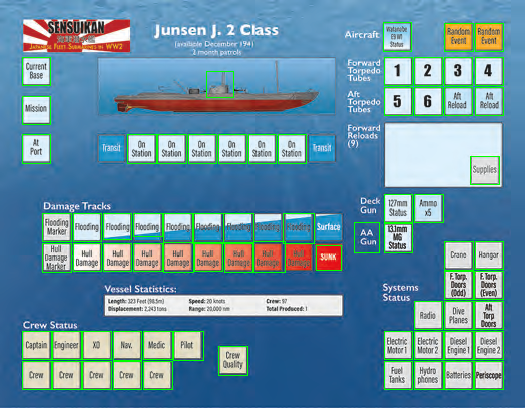 SENSUIKAN
JAPANESE FLEET SUBMARINES IN WW2
Junsen J. 2 Class
(available December 1941)
3 month patrols
Aircraft
Watanabe
E9W1
Status
Random
Event
Random
Event
Current
Base
Mission
At
Port
Forward
Torpedo
Tubes
1
2
3
4
Aft
Torpedo
Tubes
5
6
Aft
Reload
Aft
Reload
Forward
Reloads
(9)
Supplies
Transit
On
Station
On
Station
On
Station
On
Station
On
Station
On
Station
Transit
Damage Tracks
Flooding
Marker
Flooding
Flooding
Flooding
Flooding
Flooding
Flooding
Flooding
Flooding
Surface
Hull
Damage
Marker
Hull
Damage
Hull
Damage
Hull
Damage
Hull
Damage
Hull
Damage
Hull
Damage
Hull
Damage
Hull
Damage
SUNK
Deck
Gun
127mm
Status
Ammo
x5
AA
Gun
13.1mm
MG
Status
Vessel Statistics:
Length: 323 Feet (98.5m) Speed: 20 knots Crew: 97
Displacement: 2,243 tons Range: 20,000 nm Total Produced: 1
Crew Status
Captain
Engineer
XO
Nav.
Medic
Pilot
Crew
Crew
Crew
Crew
Crew
Crew
Quality
Systems
Status
Crane
Hangar
F. Torp.
Doors
(Odd)
F. Torp.
Doors
(Even)
Radio
Dive
Planes
Aft
Torp
Doors
Electric
Motor 1
Electric
Motor 2
Diesel
Engine 1
Diesel
Engine 2
Fuel
Tanks
Hydro
phones
Batteries
Periscope